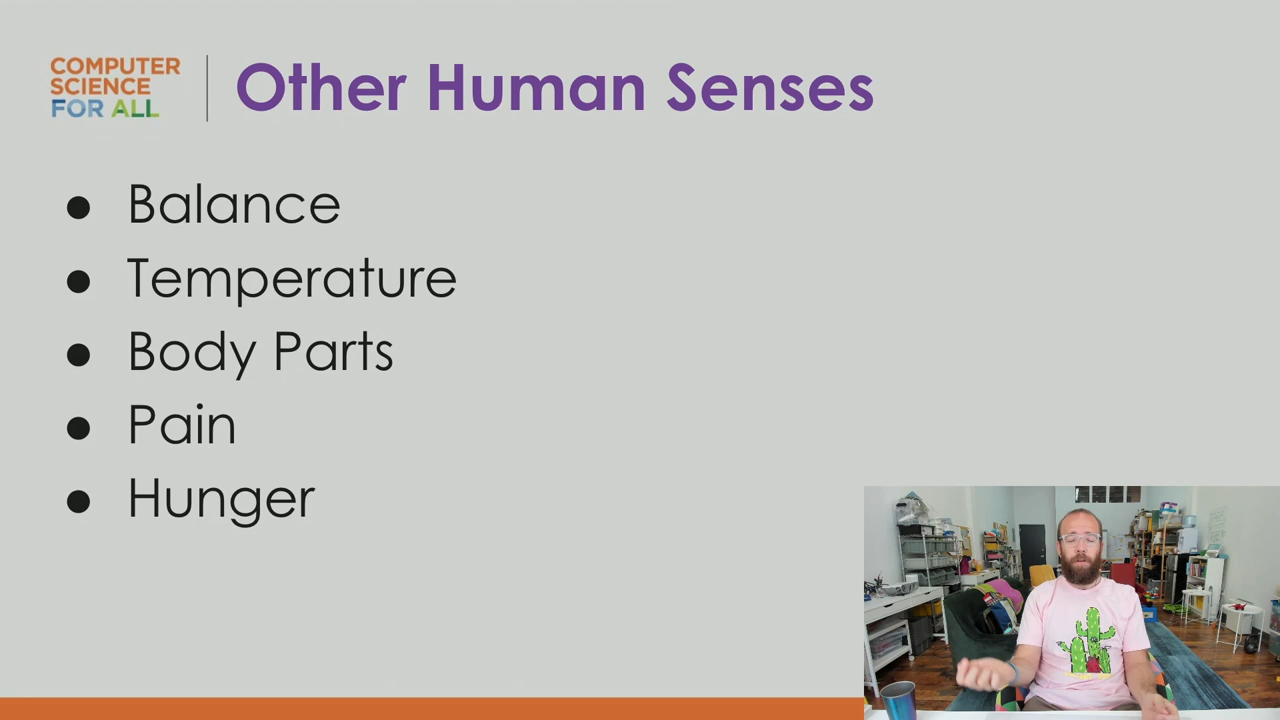 COMPUTER
SCIENCE
FOR ALL
Other Human Senses
● Balance
● Temperature
● Body Parts
● Pain
● Hunger